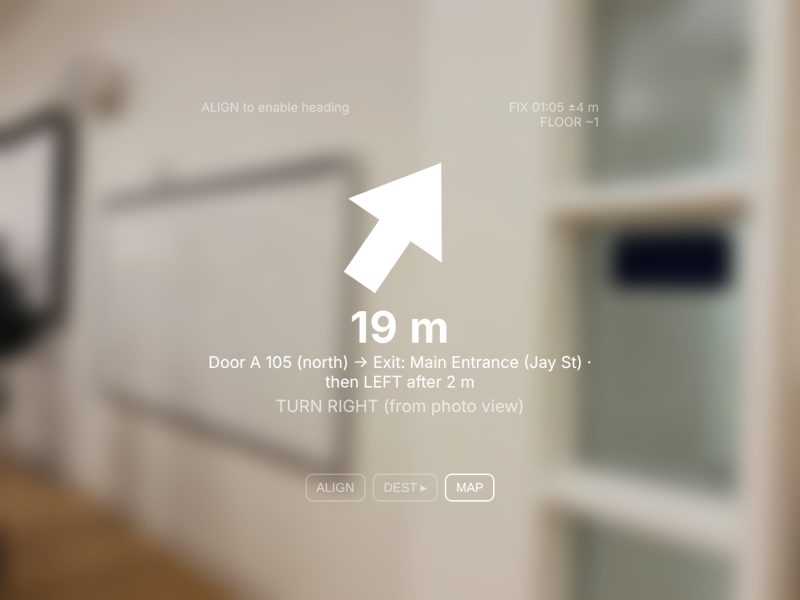 ALIGN to enable heading
FIX 01:05 ±4 m
FLOOR ~1
19 m
Door A 105 (north) → Exit: Main Entrance (Jay St) ·
then LEFT after 2 m
TURN RIGHT (from photo view)
ALIGN
DEST ▸
MAP